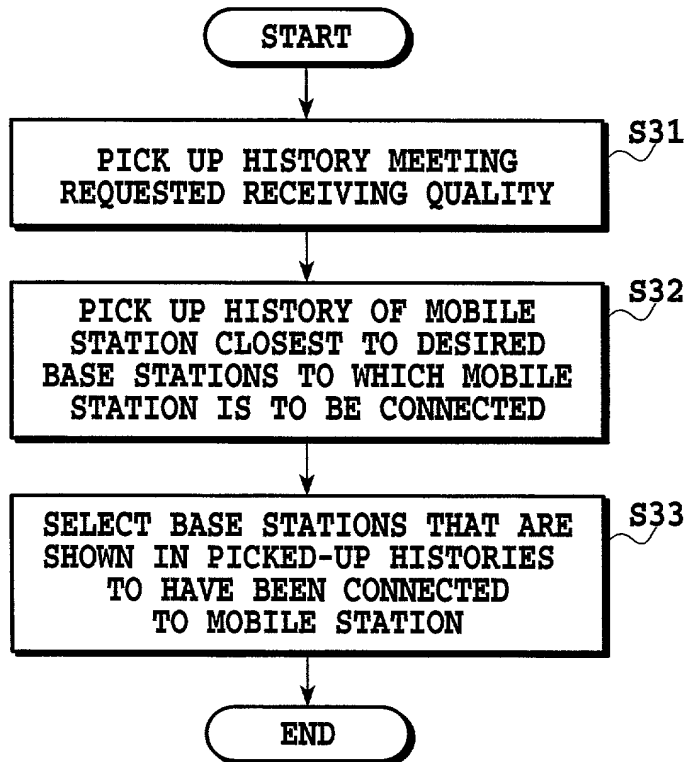 START
S31
PICK UP HISTORY MEETING
REQUESTED RECEIVING QUALITY
S32
PICK UP HISTORY OF MOBILE
STATION CLOSEST TO DESIRED
BASE STATIONS TO WHICH MOBILE
STATION IS TO BE CONNECTED
S33
SELECT BASE STATIONS THAT ARE
SHOWN IN PICKED-UP HISTORIES
TO HAVE BEEN CONNECTED
TO MOBILE STATION
END